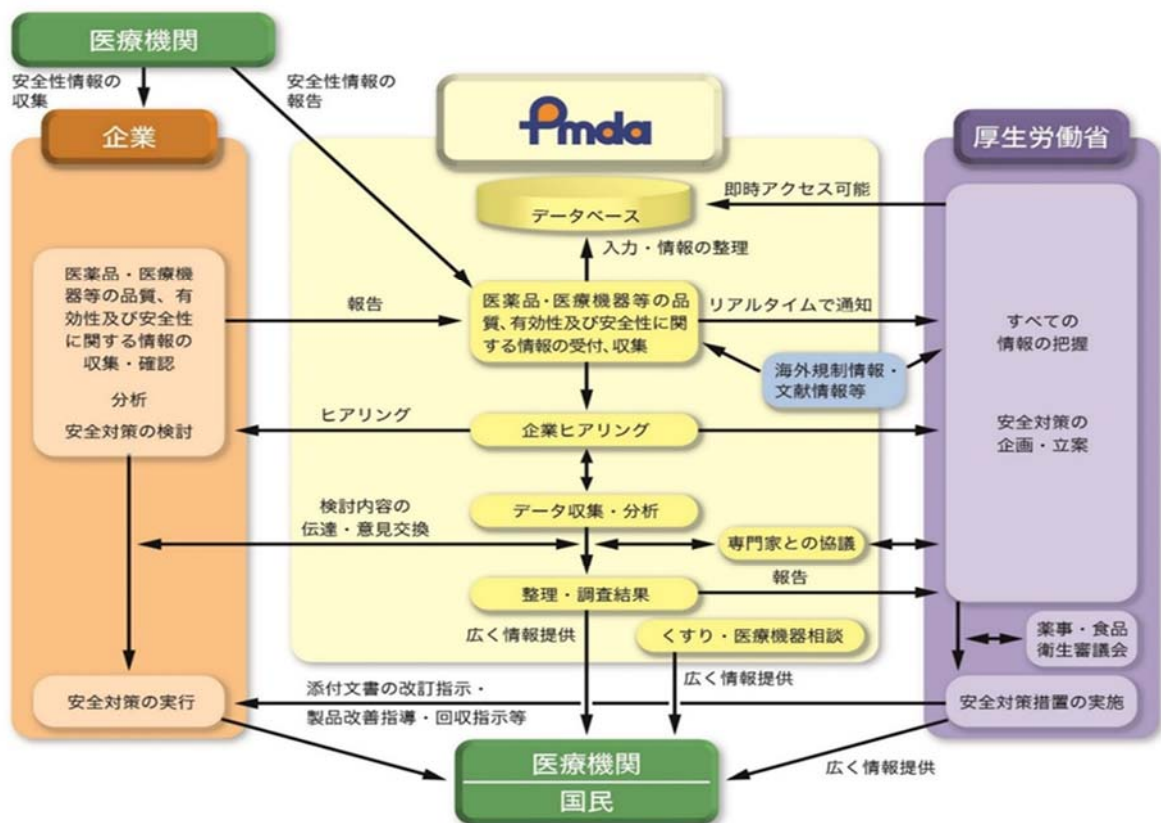 医療機関
安全性情報の
収集
安全性情報の
報告
企業
Pmda
厚生労働省
データベース
即時アクセス可能
入力・情報の整理
医薬品・医療機
器等の品質、有
効性及び安全性
に関する情報の
収集・確認
分析
安全対策の検討
報告
医薬品・医療機器等の品
質、有効性及び安全性に関
する情報の受付、収集
リアルタイムで通知
すべての
情報の把握
海外規制情報・
文献情報等
ヒアリング
企業ヒアリング
安全対策の
企画・立案
データ収集・分析
検討内容の
伝達・意見交換
専門家との協議
整理・調査結果
報告
広く情報提供
くすり・医療機器相談
薬事・食品
衛生審議会
広く情報提供
安全対策の実行
添付文書の改訂指示・
製品改善指導・回収指示等
安全対策措置の実施
医療機関
国民
広く情報提供